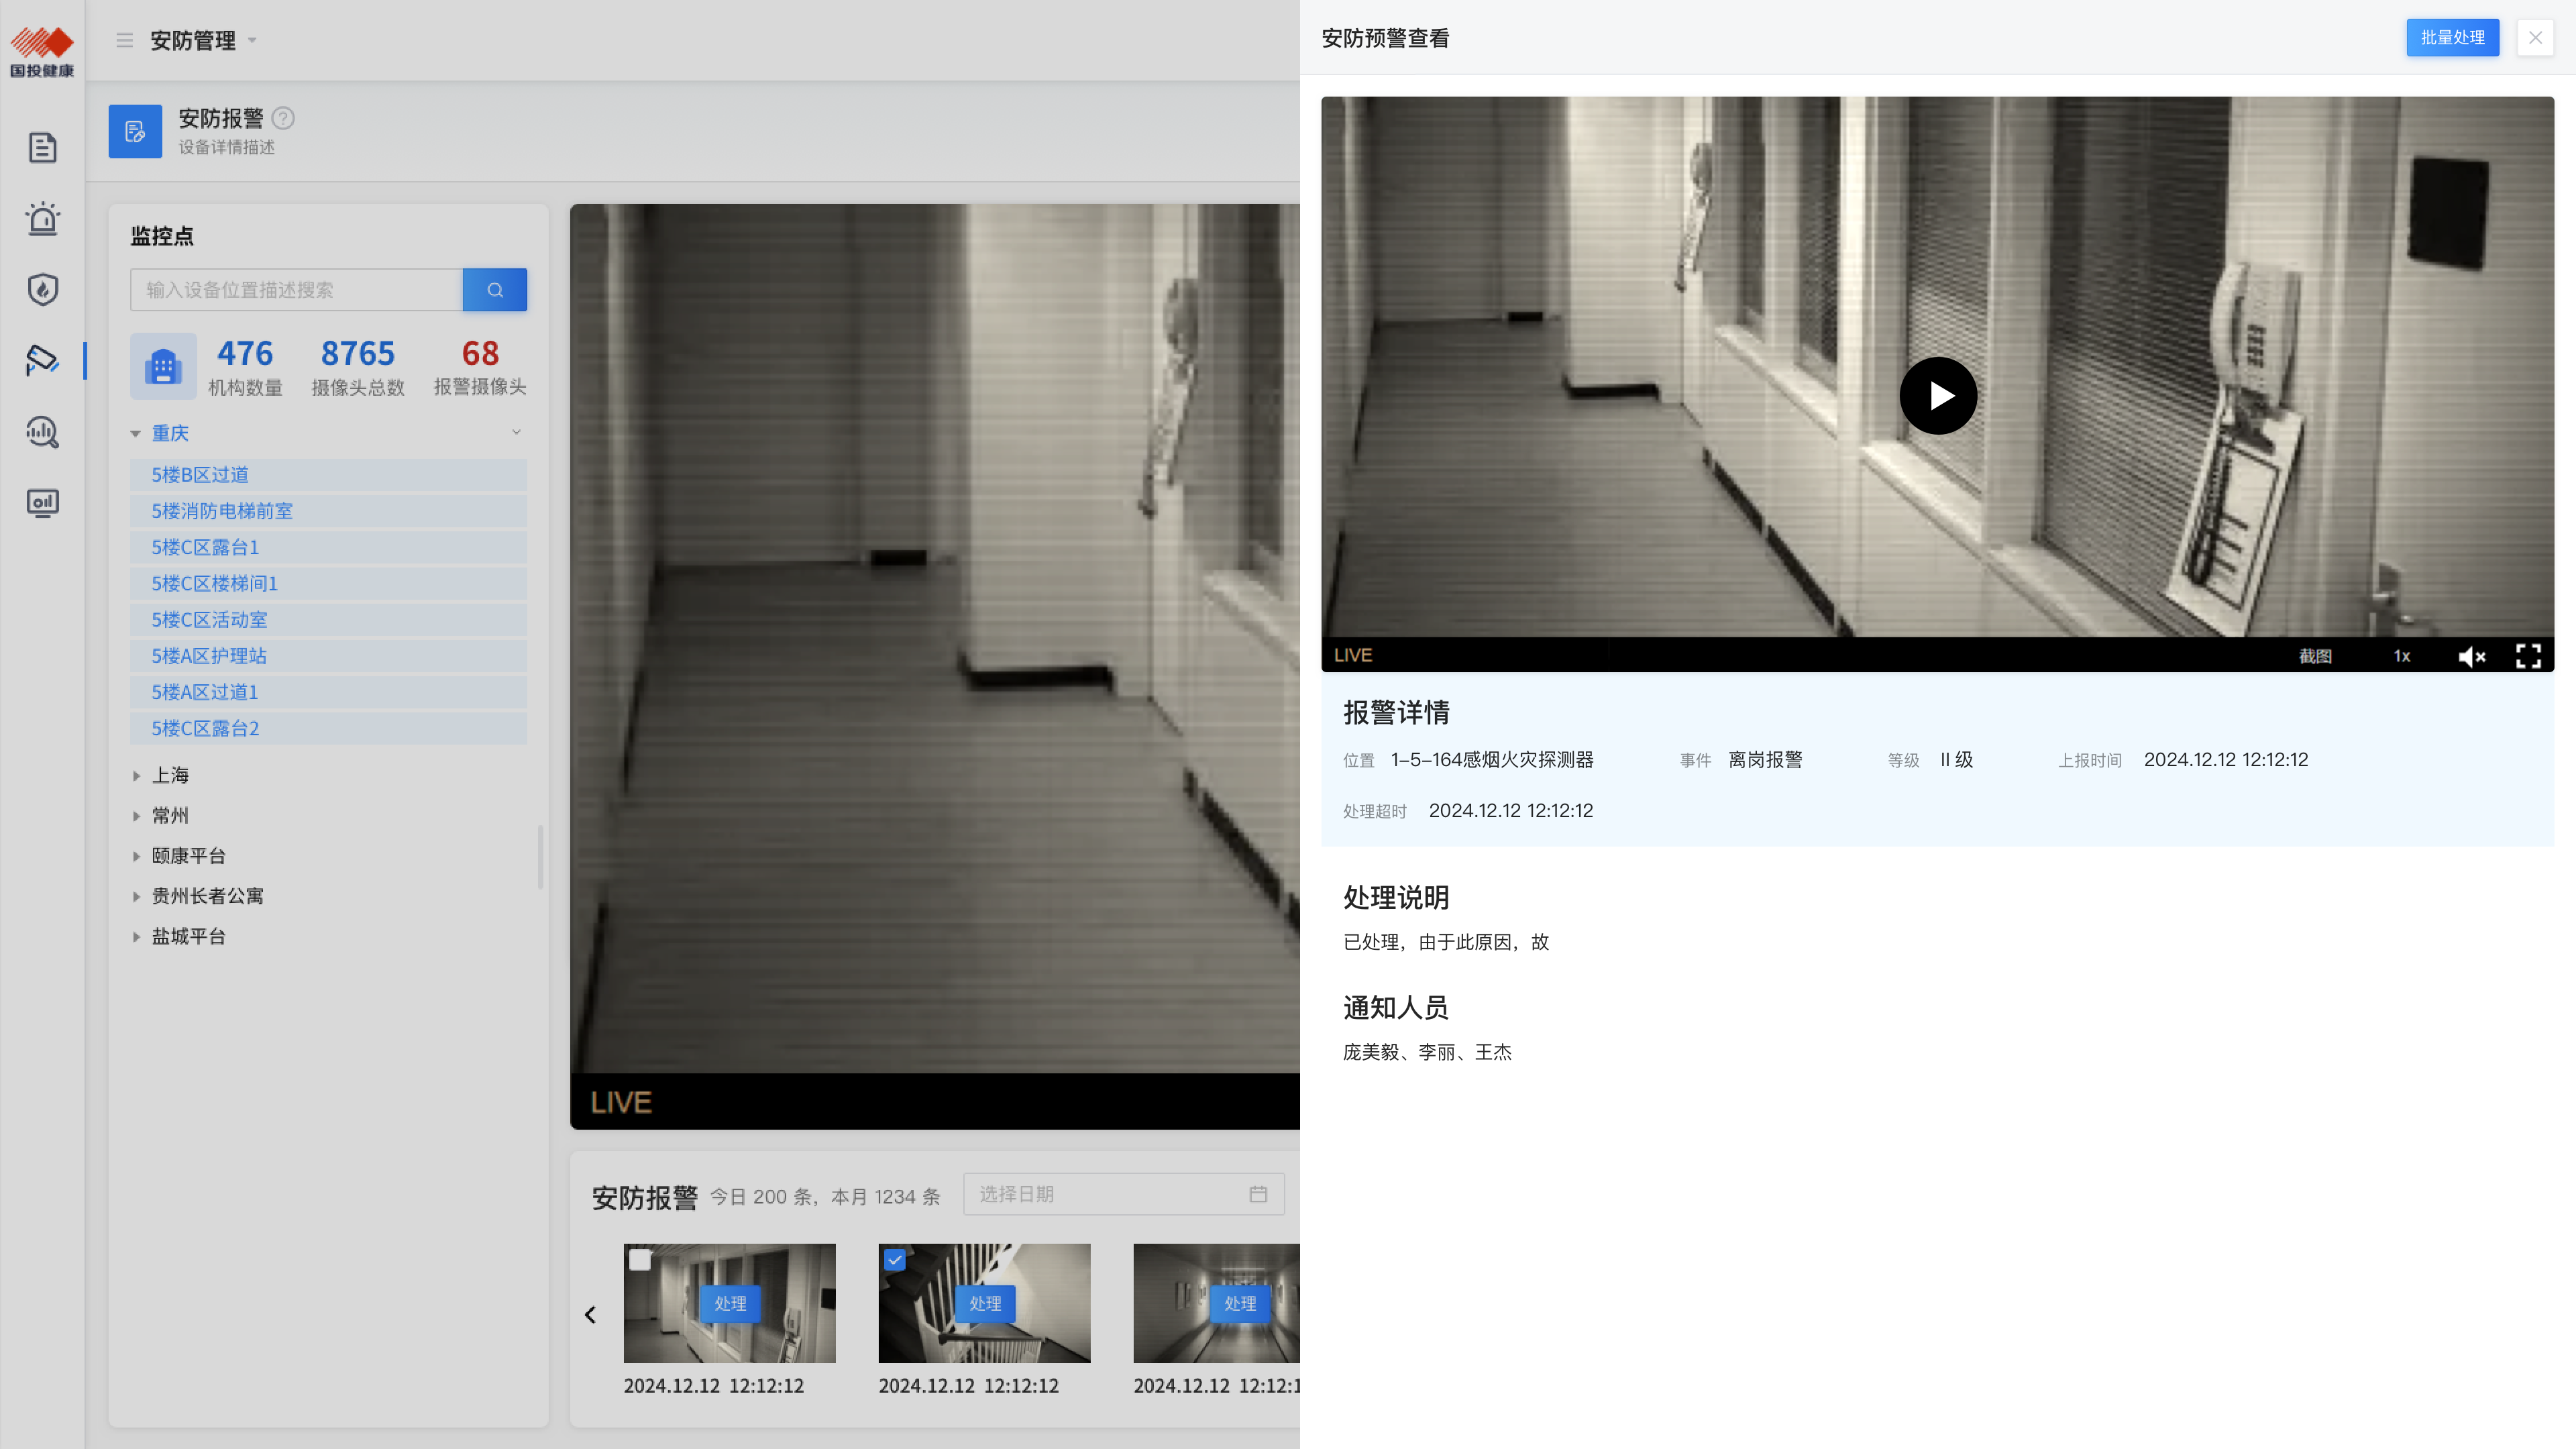 国投健康
安防管理
安防报警
设备详情描述
监控点
输入设备位置描述搜索
476 8765 68
机构数量 摄像头总数 报警摄像头
重庆
5楼B区过道
5楼消防电梯前室
5楼C区露台1
5楼C区楼梯间1
5楼C区活动室
5楼A区护理站
5楼A区过道1
5楼C区露台2
上海
常州
颐康平台
贵州长者公寓
盐城平台
LIVE
安防报警 今日 200 条，本月 1234 条 选择日期
处理 处理 处理
2024.12.12 12:12:12 2024.12.12 12:12:12 2024.12.12 12:12:1
安防预警查看 批量处理
LIVE 截图 1x
报警详情
位置 1-5-164感烟火灾探测器 事件 离岗报警 等级 II 级 上报时间 2024.12.12 12:12:12
处理超时 2024.12.12 12:12:12
处理说明
已处理，由于此原因，故
通知人员
庞美毅、李丽、王杰